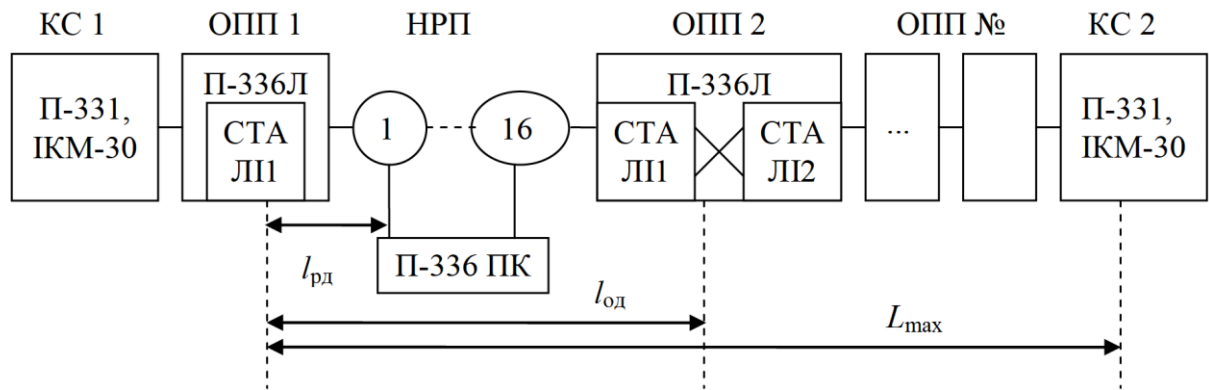 КС 1 ОПП 1 НРП ОПП 2 ОПП № КС 2
П-331,
ІКМ-30
П-336Л
СТА
ЛІ1
1
16
П-336Л
СТА
ЛІ1
СТА
ЛІ2
...
П-331,
ІКМ-30
lрд
П-336 ПК
lод
Lmax